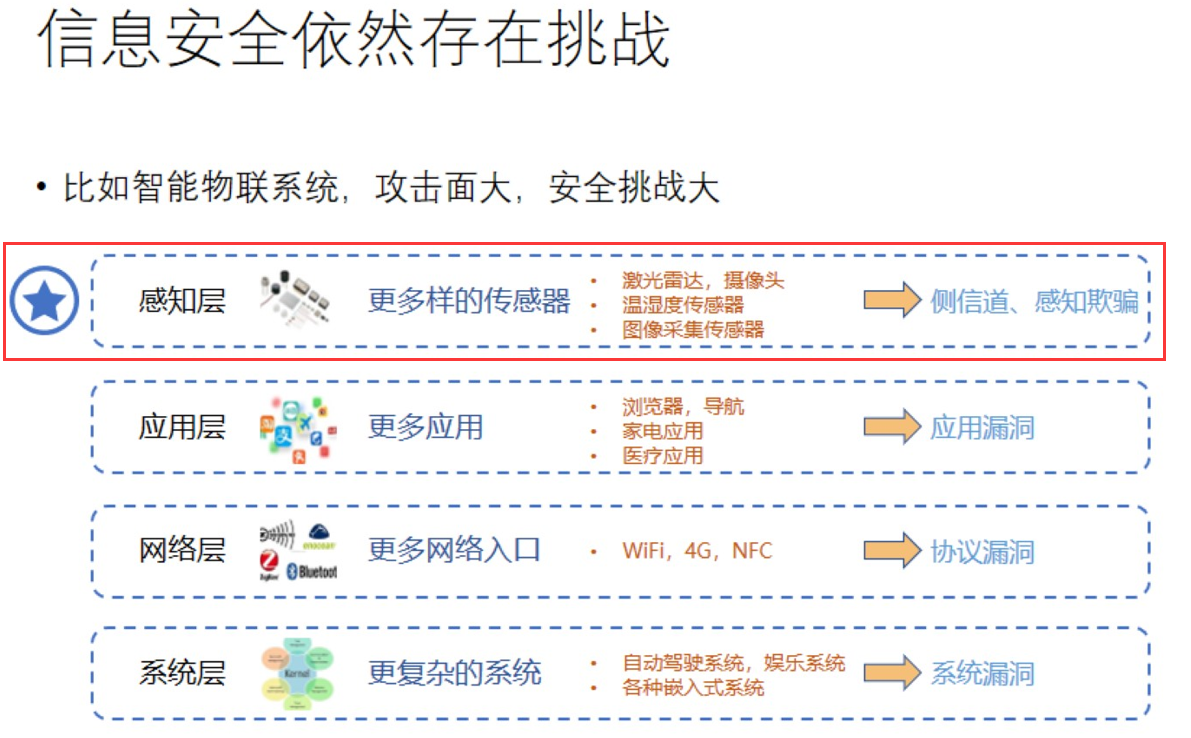 信息安全依然存在挑战
• 比如智能物联系统，攻击面大，安全挑战大
感知层
更多样的传感器
• 激光雷达，摄像头
• 温湿度传感器
• 图像采集传感器
侧信道、感知欺骗
应用层
更多应用
• 浏览器，导航
• 家电应用
• 医疗应用
应用漏洞
网络层
更多网络入口
• WiFi，4G，NFC
协议漏洞
enocean
ZigBee
Bluetoot
系统层
Kernel
更复杂的系统
• 自动驾驶系统，娱乐系统
• 各种嵌入式系统
系统漏洞